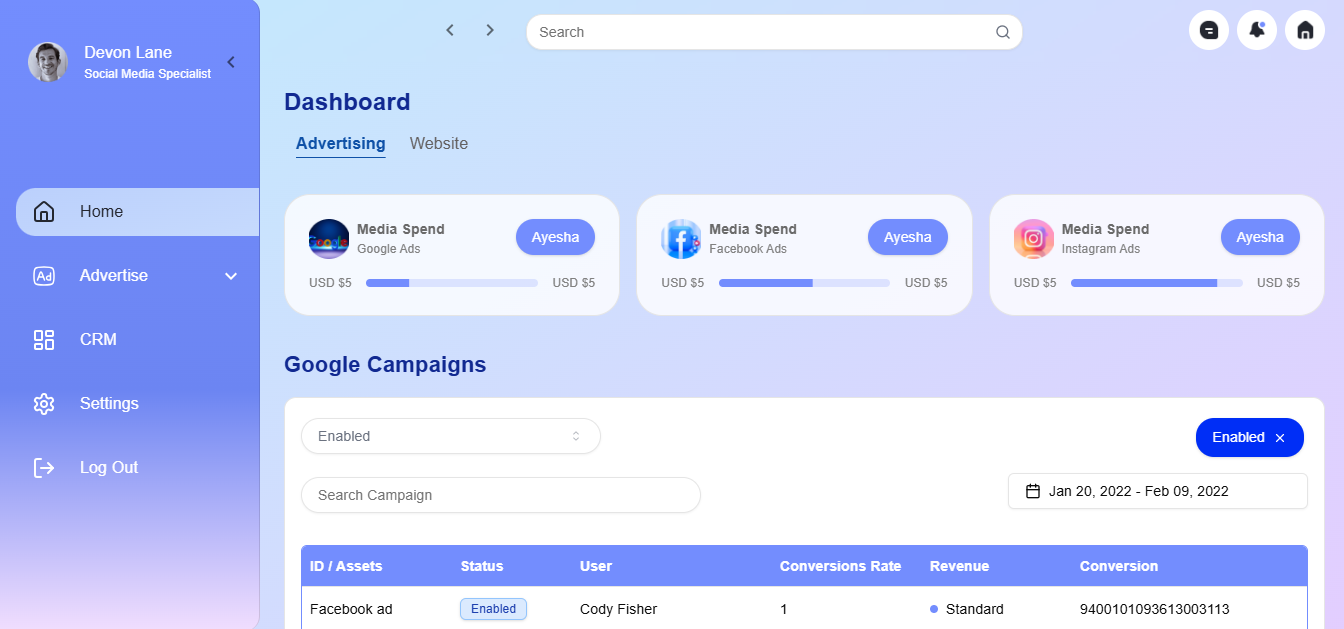 Devon Lane
Social Media Specialist
Search
Dashboard
Advertising Website
Home
Advertise
CRM
Settings
Log Out
Media Spend
Google Ads
Ayesha
USD $5 USD $5
Media Spend
Facebook Ads
Ayesha
USD $5 USD $5
Media Spend
Instagram Ads
Ayesha
USD $5 USD $5
Google Campaigns
Enabled
Enabled
Search Campaign
Jan 20, 2022 - Feb 09, 2022
ID / Assets Status User Conversions Rate Revenue Conversion
Facebook ad Enabled Cody Fisher 1 Standard 9400101093613003113